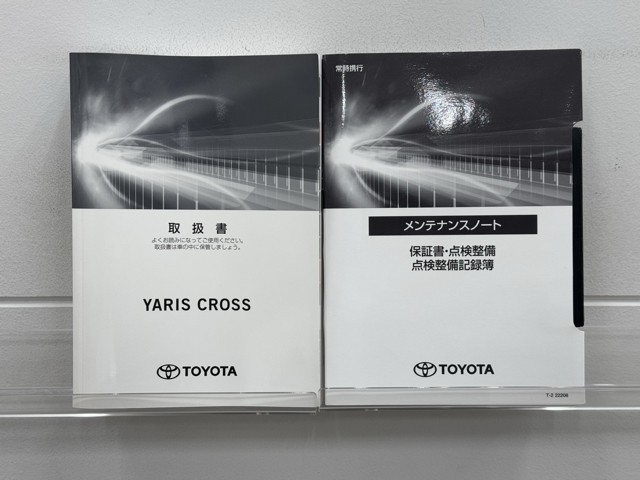 取扱書
よくお読みになってご使用ください。
取扱書は車の中に保管しましょう。
YARIS CROSS
TOYOTA
常時携行
メンテナンスノート
保証書・点検整備
点検整備記録簿
TOYOTA